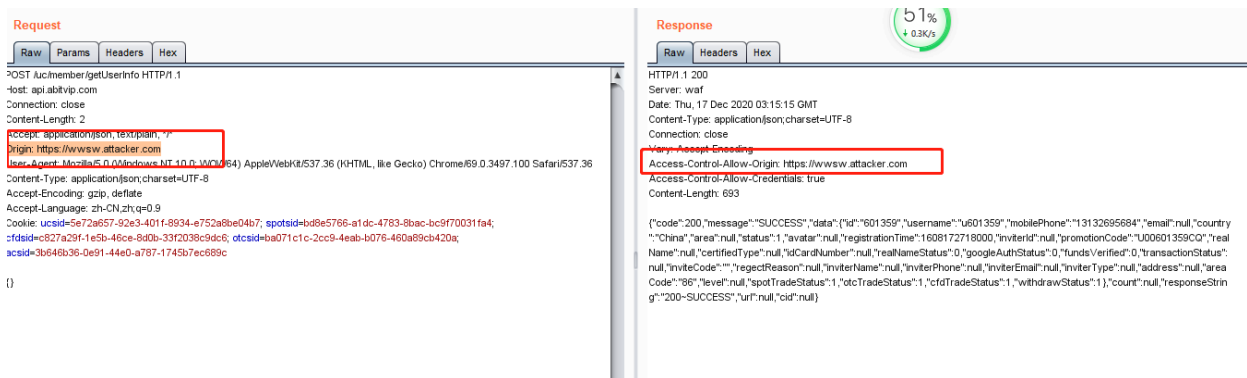 Request
Raw Params Headers Hex
POST /uc/member/getUserInfo HTTP/1.1
Host: api.abitvip.com
Connection: close
Content-Length: 2
Accept: application/json, text/plain, */*
Origin: https://wwsw.attacker.com
User-Agent: Mozilla/5.0 (Windows NT 10.0; WOW64) AppleWebKit/537.36 (KHTML, like Gecko) Chrome/69.0.3497.100 Safari/537.36
Content-Type: application/json;charset=UTF-8
Accept-Encoding: gzip, deflate
Accept-Language: zh-CN,zh;q=0.9
Cookie: ucsid=5e72a657-92e3-401f-8934-e752a8be04b7; spotsid=bd8e5766-a1dc-4783-8bac-bc9f70031fa4;
cfdsid=c827a29f-1e5b-46ce-8d0b-33f2038c9dc6; otcsid=ba071c1c-2cc9-4eab-b076-460a89cb420a;
acsid=3b646b36-0e91-44e0-a787-1745b7ec689c
{}
Response
51%
↓ 0.3K/s
Raw Headers Hex
HTTP/1.1 200
Server: waf
Date: Thu, 17 Dec 2020 03:15:15 GMT
Content-Type: application/json;charset=UTF-8
Connection: close
Vary: Accept-Encoding
Access-Control-Allow-Origin: https://wwsw.attacker.com
Access-Control-Allow-Credentials: true
Content-Length: 693
{"code":200,"message":"SUCCESS","data":{"id":"601359","username":"u601359","mobilePhone":"13132695684","email":null,"country
":"China","area":null,"status":1,"avatar":null,"registrationTime":1608172718000,"inviterId":null,"promotionCode":"U00601359CQ","real
Name":null,"certifiedType":null,"idCardNumber":null,"realNameStatus":0,"googleAuthStatus":0,"fundsVerified":0,"transactionStatus":
null,"inviteCode":"","regectReason":null,"inviterName":null,"inviterPhone":null,"inviterEmail":null,"inviterType":null,"address":null,"area
Code":"86","level":null,"spotTradeStatus":1,"otcTradeStatus":1,"cfdTradeStatus":1,"withdrawStatus":1},"count":null,"responseStrin
g":"200~SUCCESS","url":null,"cid":null}